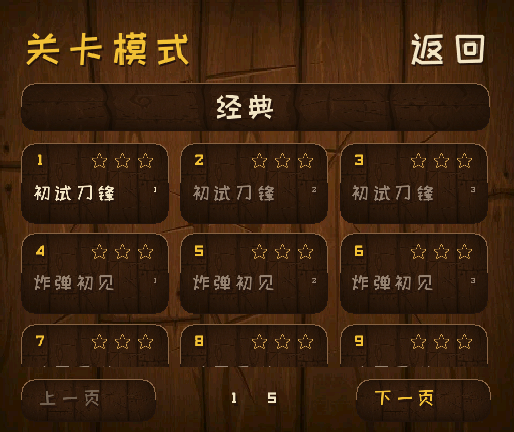 关卡模式 返回
经典
1 2 3
初试刀锋 1 初试刀锋 2 初试刀锋 3
4 5 6
炸弹初见 1 炸弹初见 2 炸弹初见 3
7 8 9
上一页 1 5 下一页